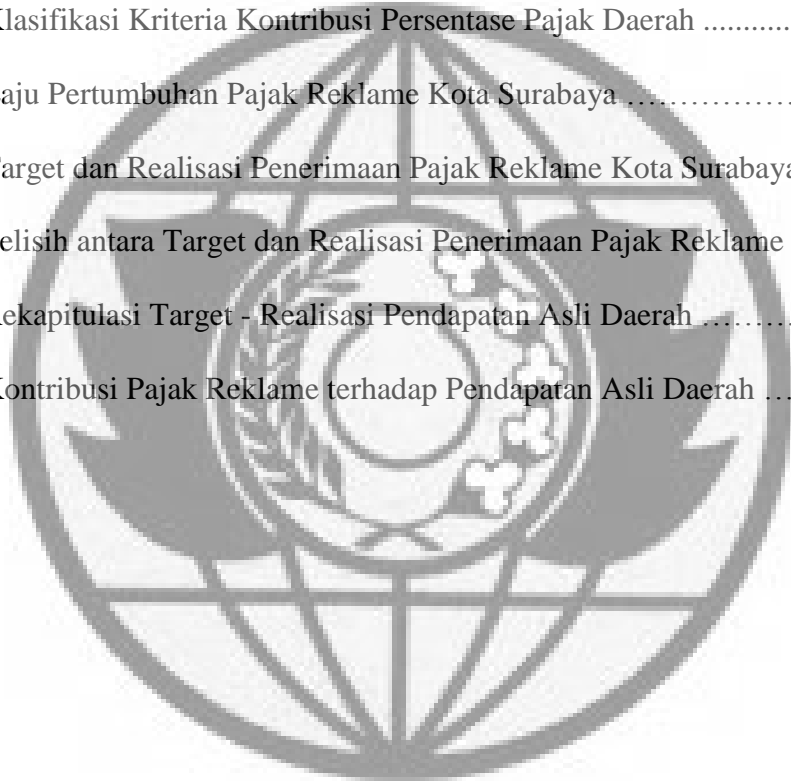 Klasifikasi Kriteria Kontribusi Persentase Pajak Daerah ...........
aju Pertumbuhan Pajak Reklame Kota Surabaya ………………
Target dan Realisasi Penerimaan Pajak Reklame Kota Surabaya
elisih antara Target dan Realisasi Penerimaan Pajak Reklame
Rekapitulasi Target - Realisasi Pendapatan Asli Daerah ………
Kontribusi Pajak Reklame terhadap Pendapatan Asli Daerah …